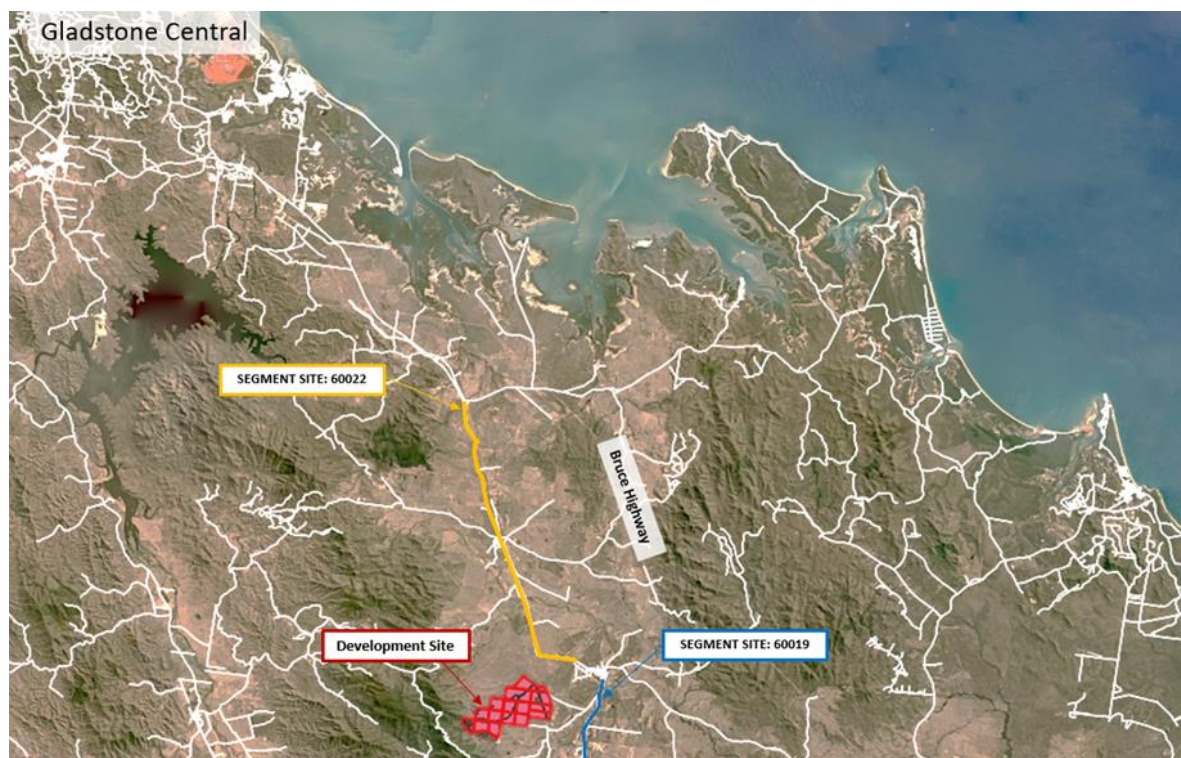 Gladstone Central
SEGMENT SITE: 60022
Bruce Highway
Development Site
SEGMENT SITE: 60019